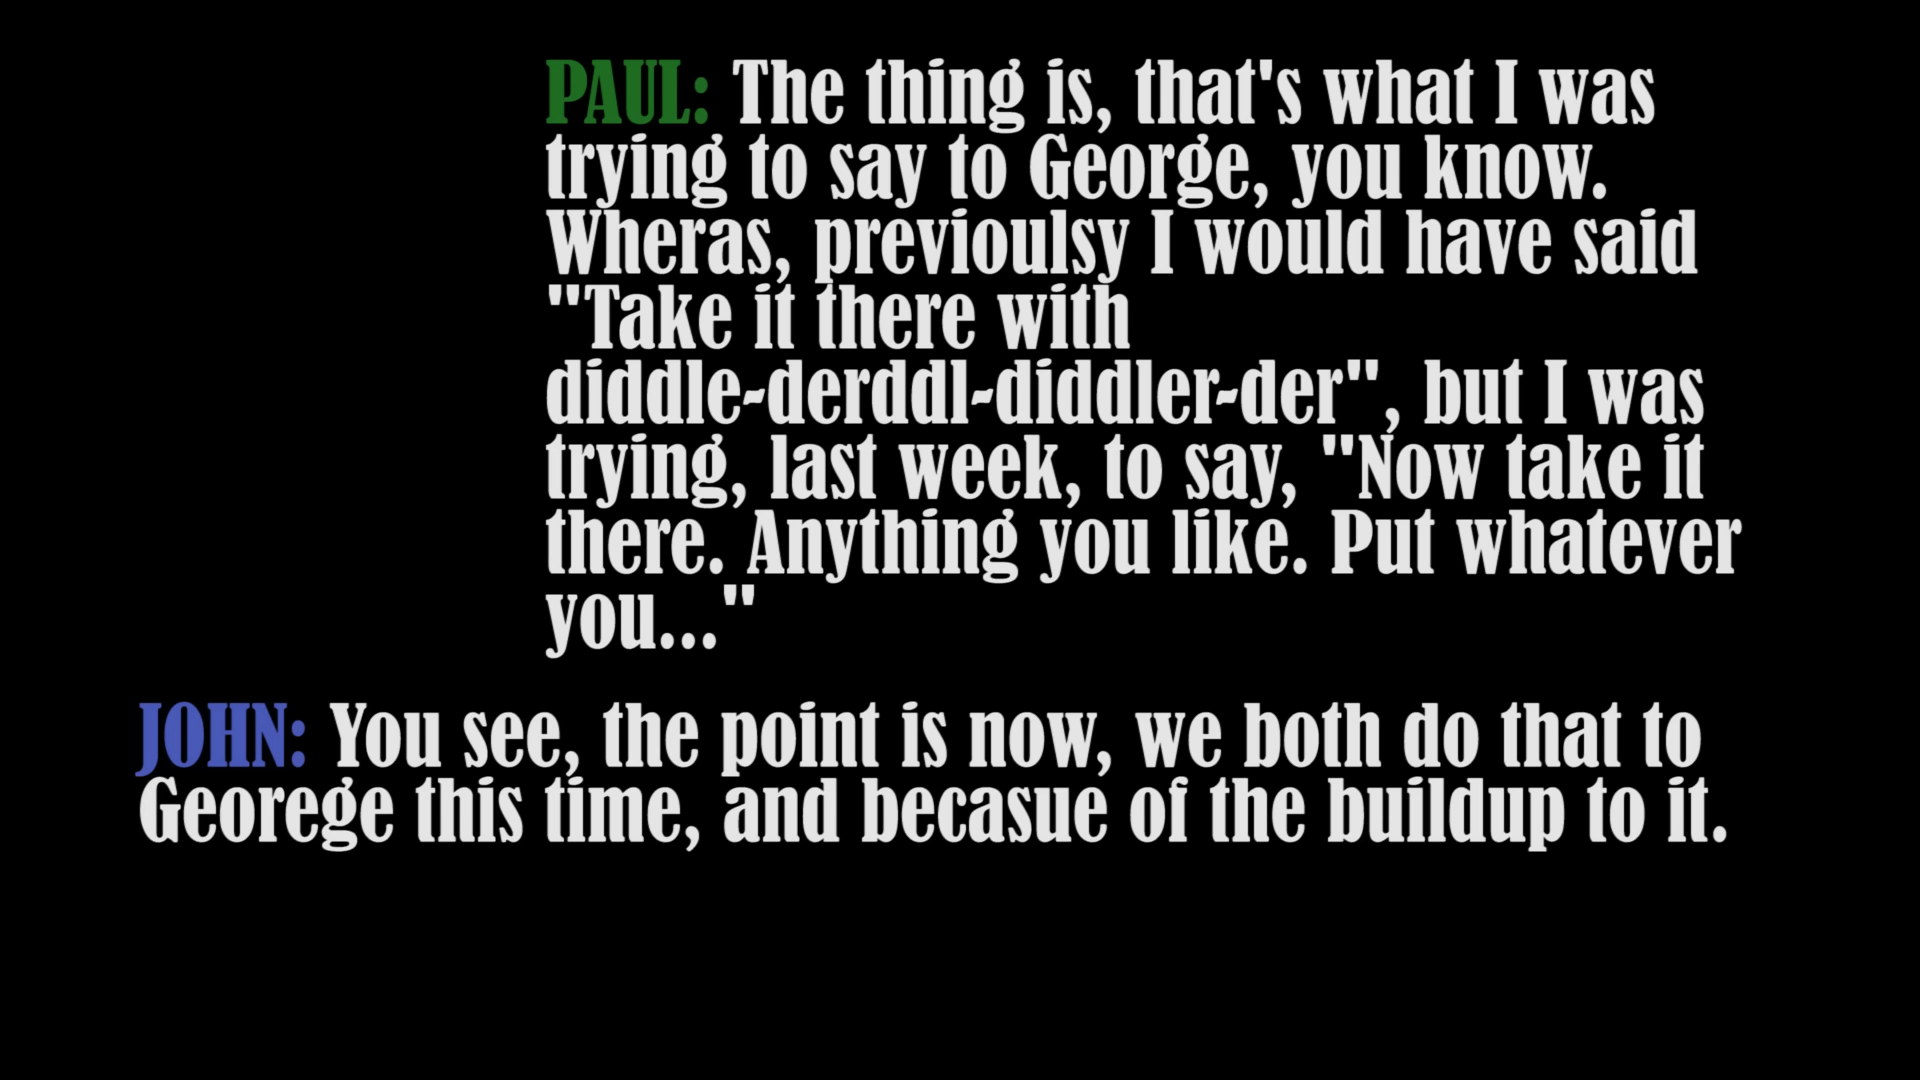 PAUL: The thing is, that's what I was
trying to say to George, you know.
Wheras, previoulsy I would have said
"Take it there with
diddle-derddl-diddler-der", but I was
trying, last week, to say, "Now take it
there. Anything you like. Put whatever
you..."
JOHN: You see, the point is now, we both do that to
Georege this time, and becasue of the buildup to it.